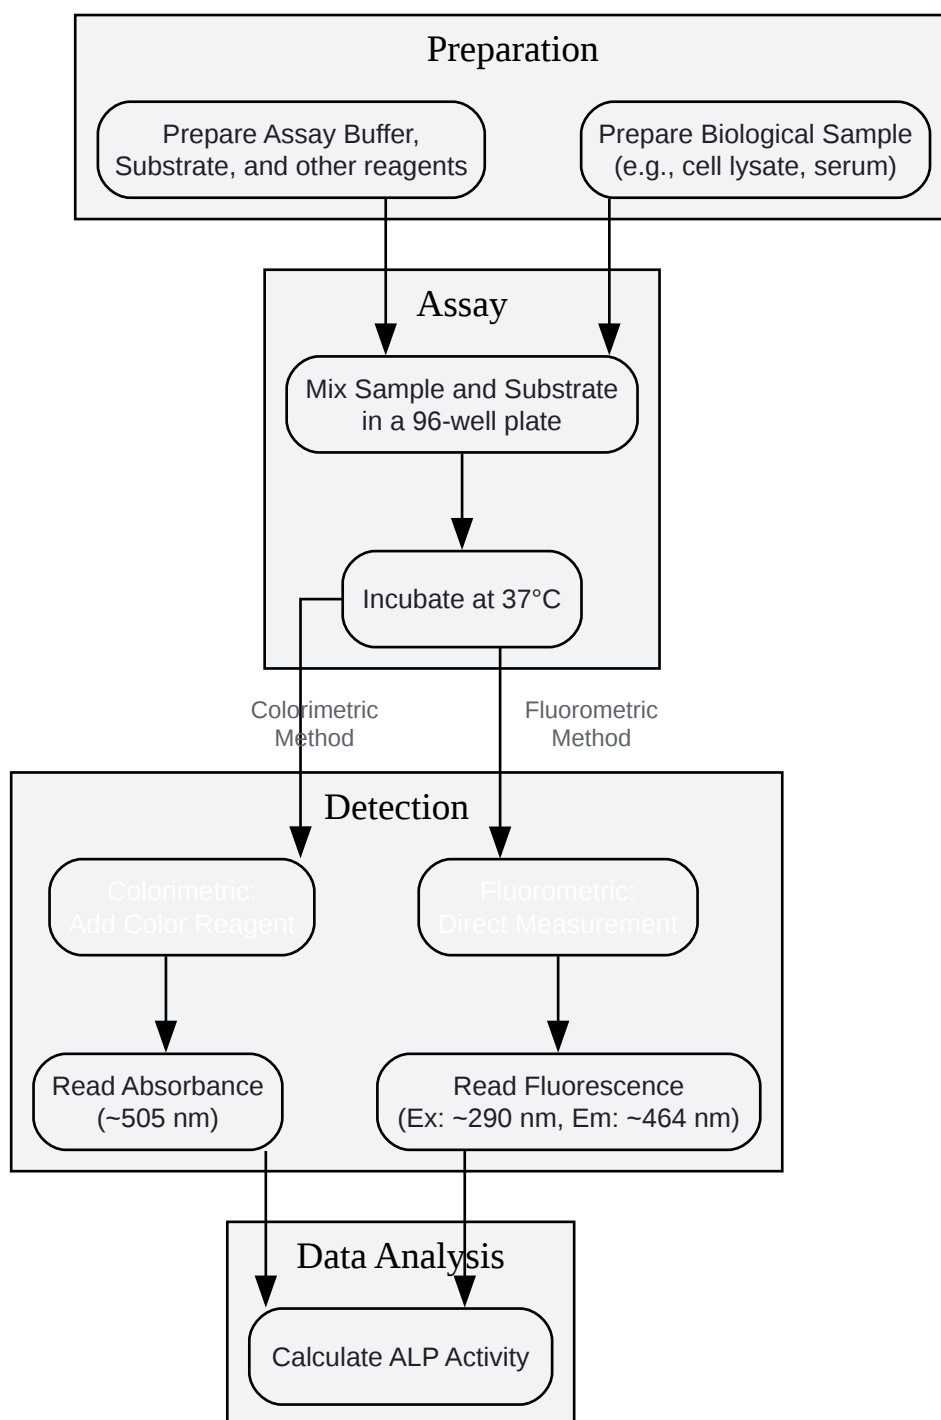 Preparation
Prepare Assay Buffer,
Substrate, and other reagents
Prepare Biological Sample
(e.g., cell lysate, serum)
Assay
Mix Sample and Substrate
in a 96-well plate
Incubate at 37°C
Colorimetric
Method
Fluorometric
Method
Detection
Colorimetric:
Add Color Reagent
Fluorometric:
Direct Measurement
Read Absorbance
(~505 nm)
Read Fluorescence
(Ex: ~290 nm, Em: ~464 nm)
Data Analysis
Calculate ALP Activity